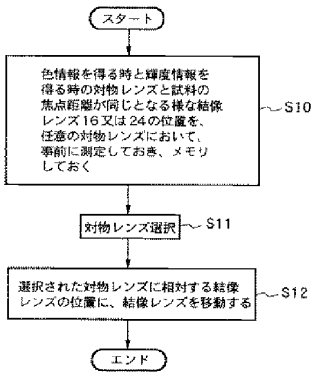 スタート
色情報を得る時と輝度情報を
得る時の対物レンズと試料の
焦点距離が同じとなる様な結像
レンズ16又は24の位置を、
任意の対物レンズにおいて、
事前に測定しておき、メモリ
しておく
S10
対物レンズ選択
S11
選択された対物レンズに相対する結像
レンズの位置に、結像レンズを移動する
S12
エンド